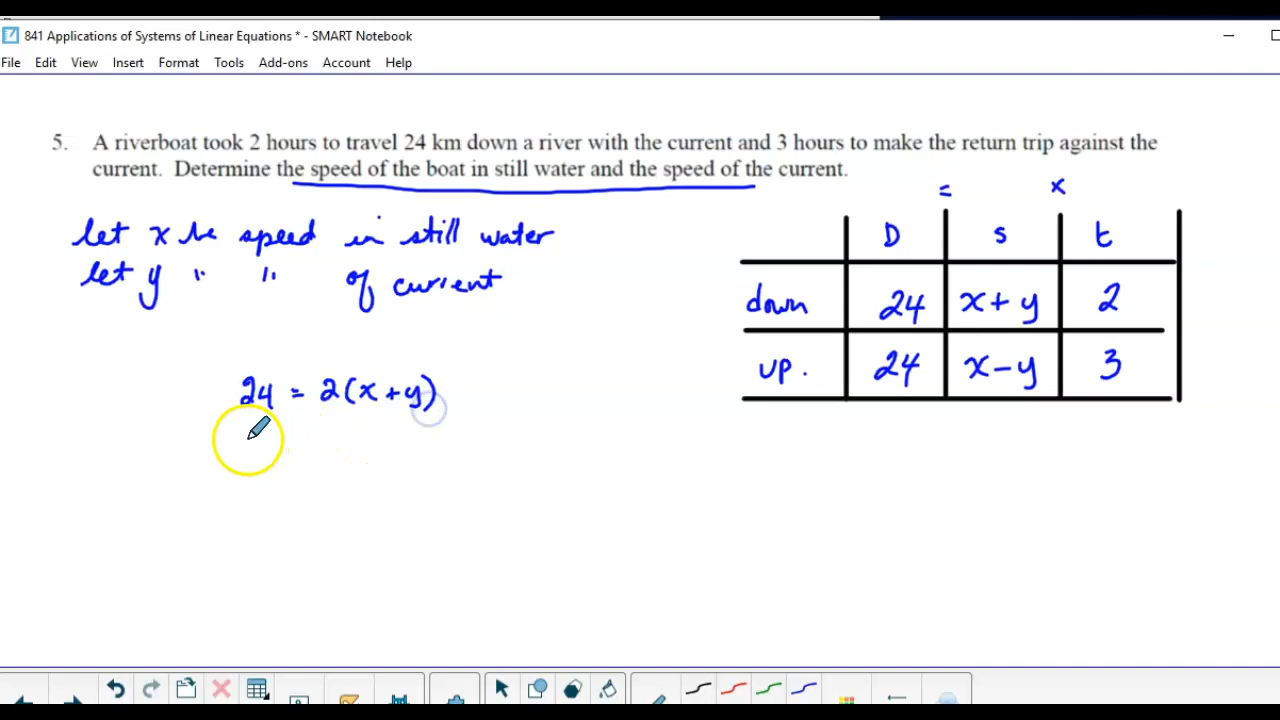 841 Applications of Systems of Linear Equations * - SMART Notebook
File Edit View Insert Format Tools Add-ons Account Help
5. A riverboat took 2 hours to travel 24 km down a river with the current and 3 hours to make the return trip against the
current. Determine the speed of the boat in still water and the speed of the current.
= x
D s t
down 24 x+y 2
up. 24 x-y 3
let x be speed in still water
let y " " of current
24 = 2(x+y)